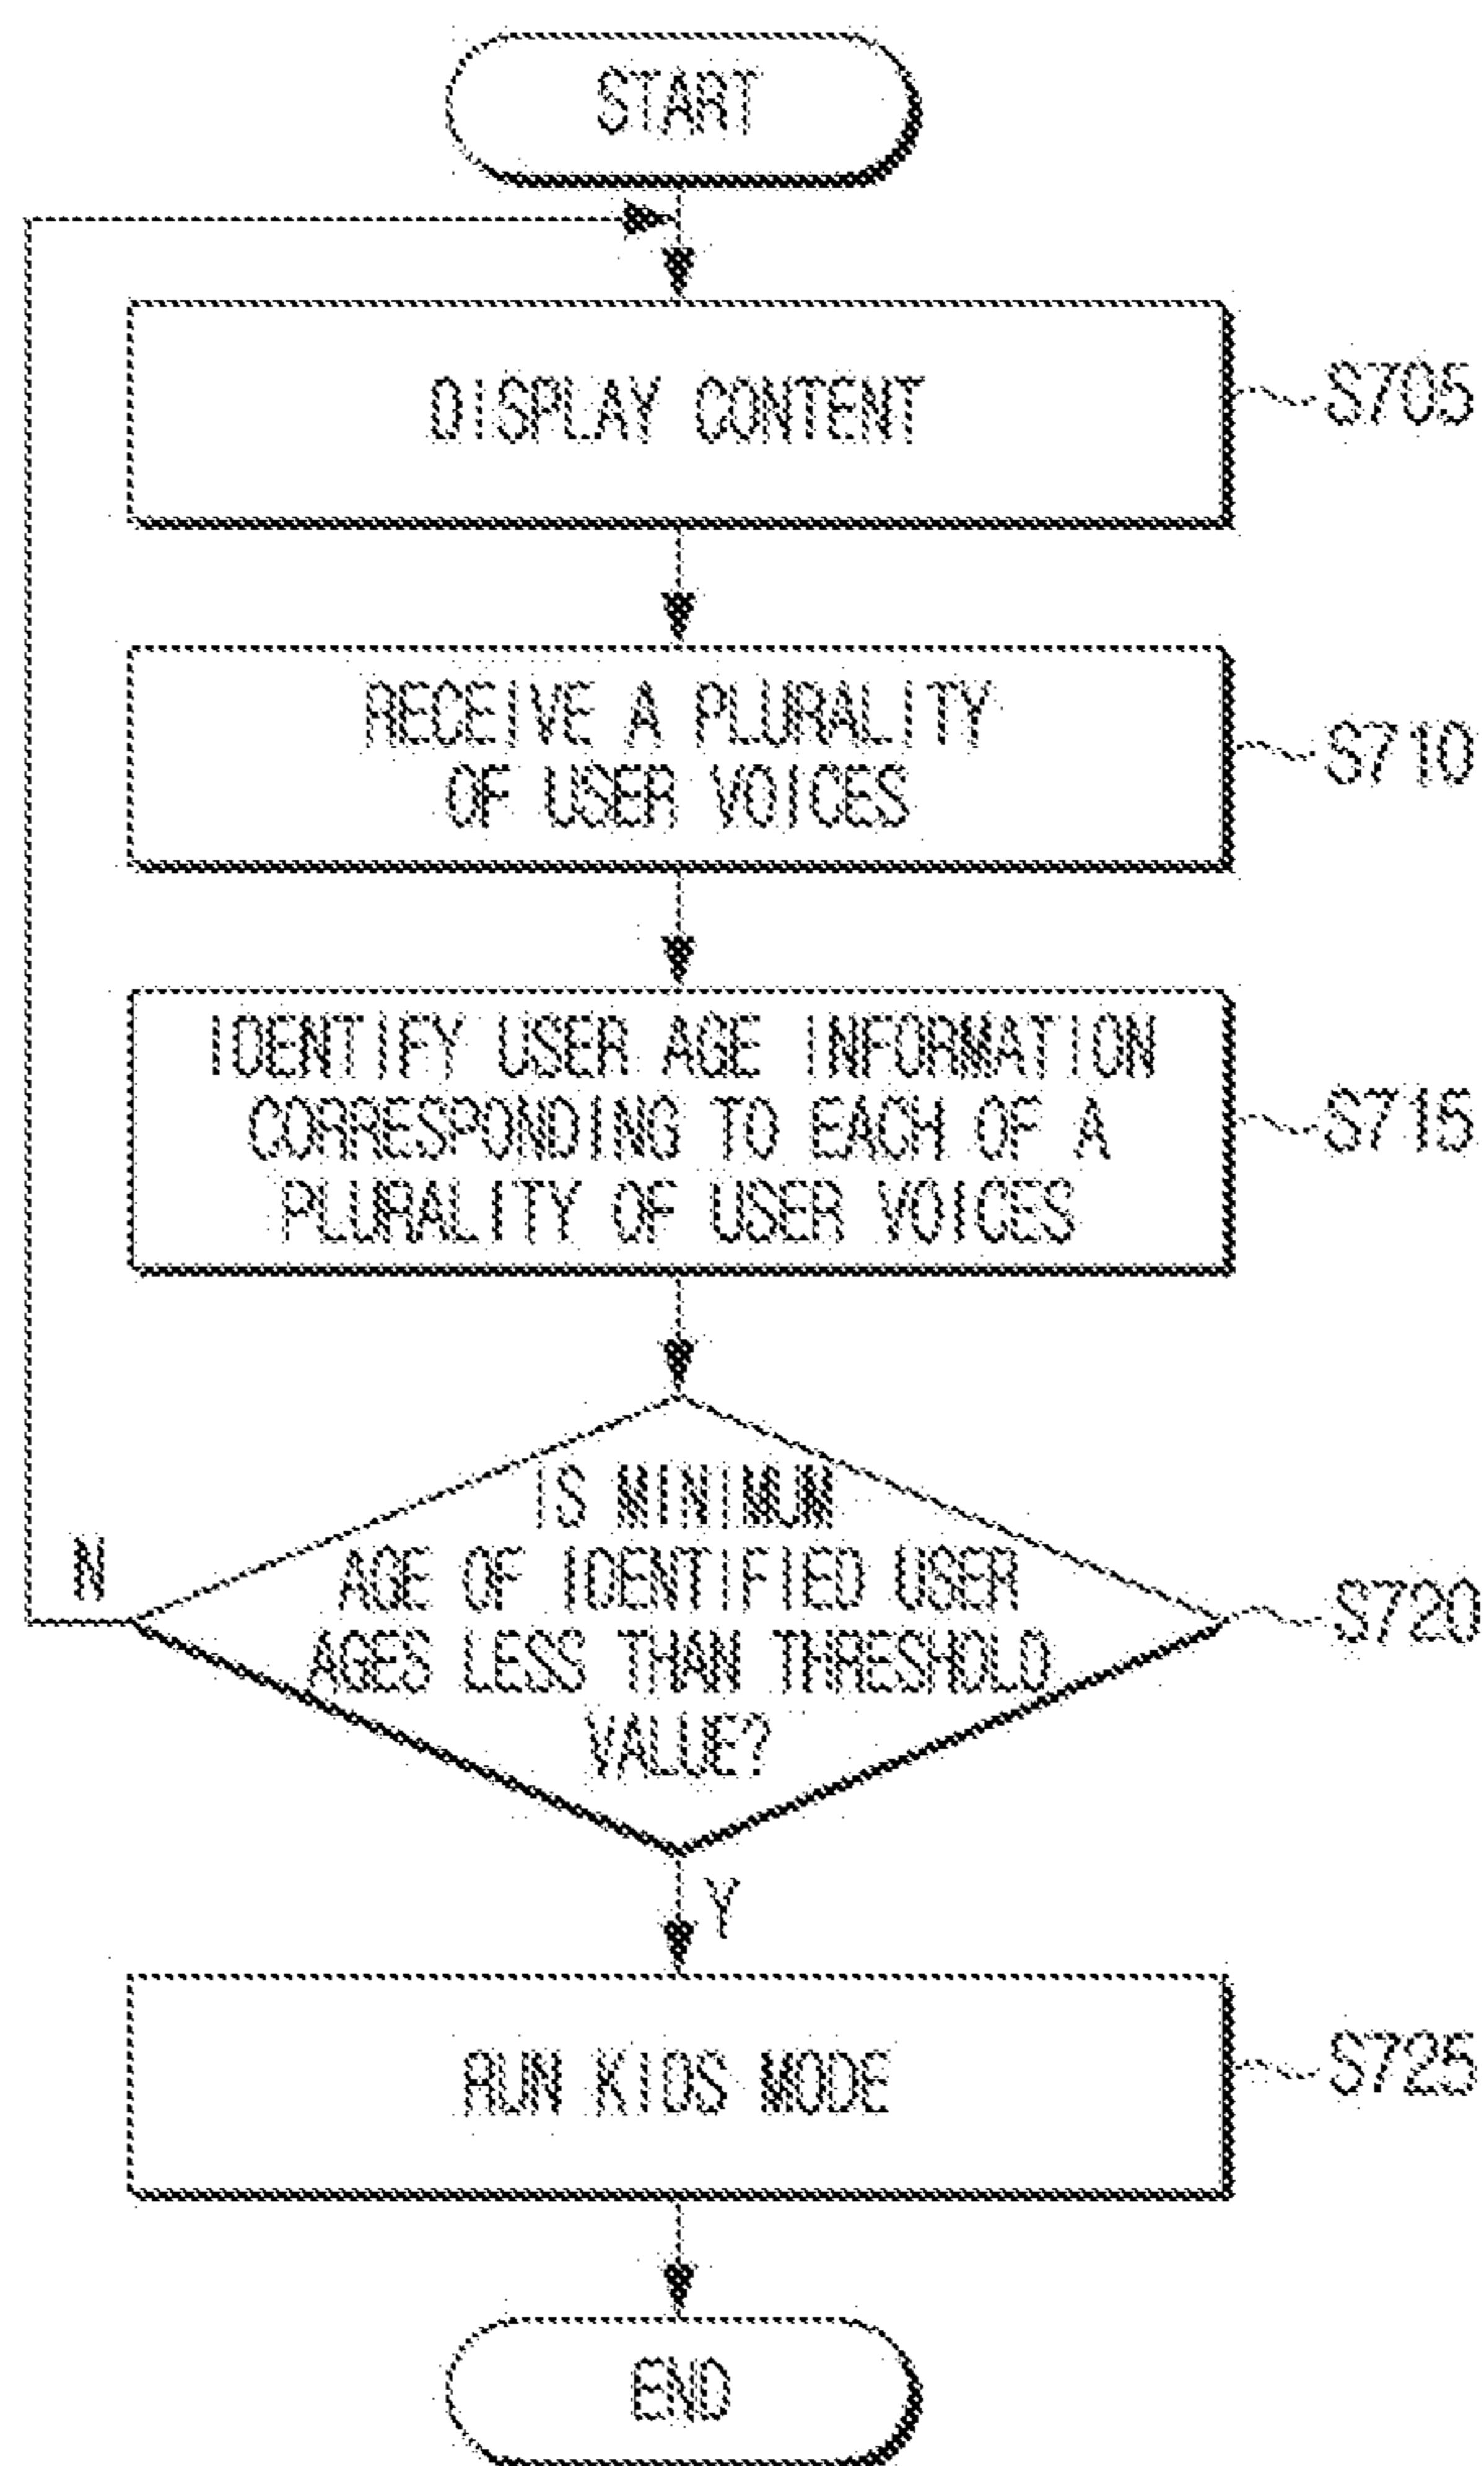 START
DISPLAY CONTENT
S705
RECEIVE A PLURALITY
OF USER VOICES
S710
IDENTIFY USER AGE INFORMATION
CORRESPONDING TO EACH OF A
PLURALITY OF USER VOICES
S715
IS MINIMUM
AGE OF IDENTIFIED USER
AGES LESS THAN THRESHOLD
VALUE?
S720
N
Y
RUN KIDS MODE
S725
END